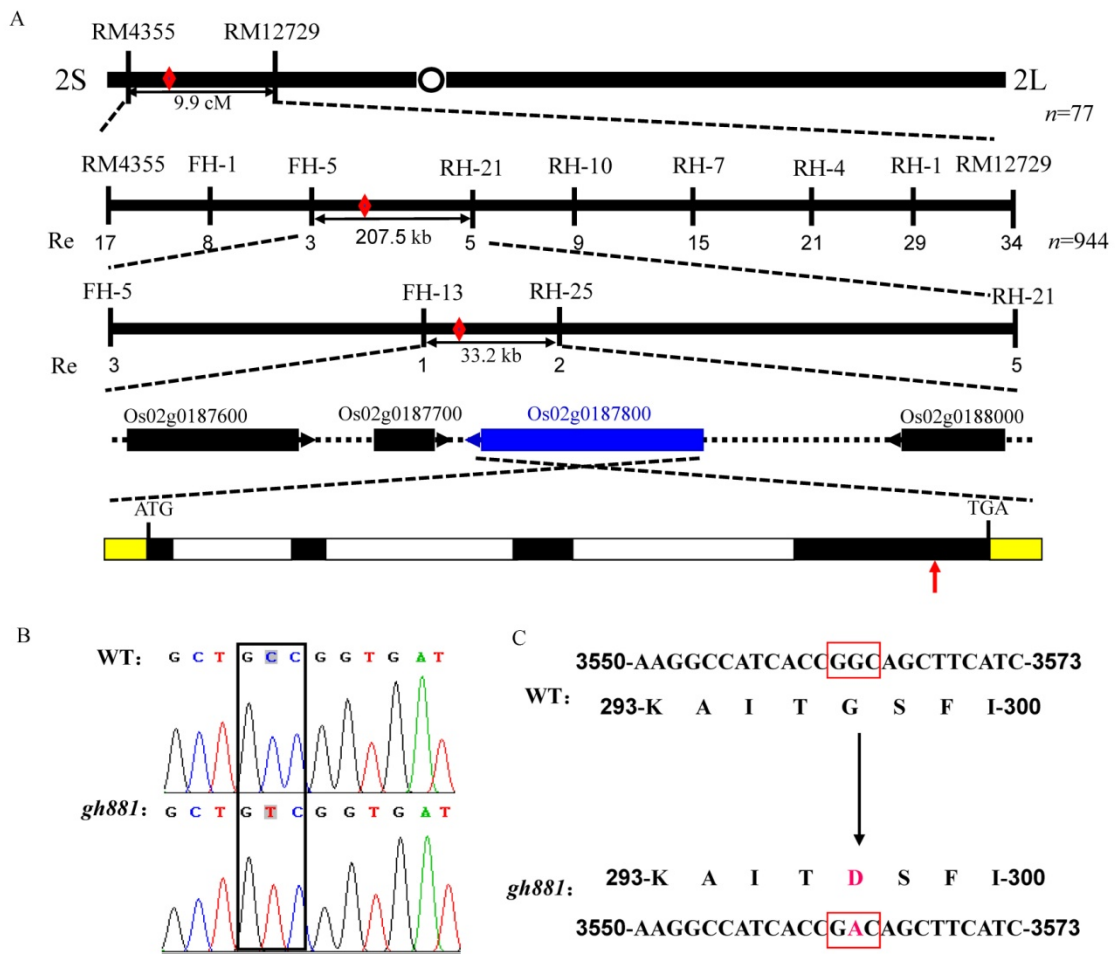 A
RM4355 RM12729
2S 2L
9.9 cM
n=77
RM4355 FH-1 FH-5 RH-21 RH-10 RH-7 RH-4 RH-1 RM12729
207.5 kb
Re 17 8 3 5 9 15 21 29 34 n=944
FH-5 FH-13 RH-25 RH-21
33.2 kb
Re 3 1 2 5
Os02g0187600 Os02g0187700 Os02g0187800 Os02g0188000
ATG TGA
B
WT: G C T G C C G G T G A T
gh881: G C T G T C G G T G A T
C
3550-AAGGCCATCACCGGCAGCTTCATC-3573
WT:
293-K A I T G S F I-300
gh881: 293-K A I T D S F I-300
3550-AAGGCCATCACCGACAGCTTCATC-3573